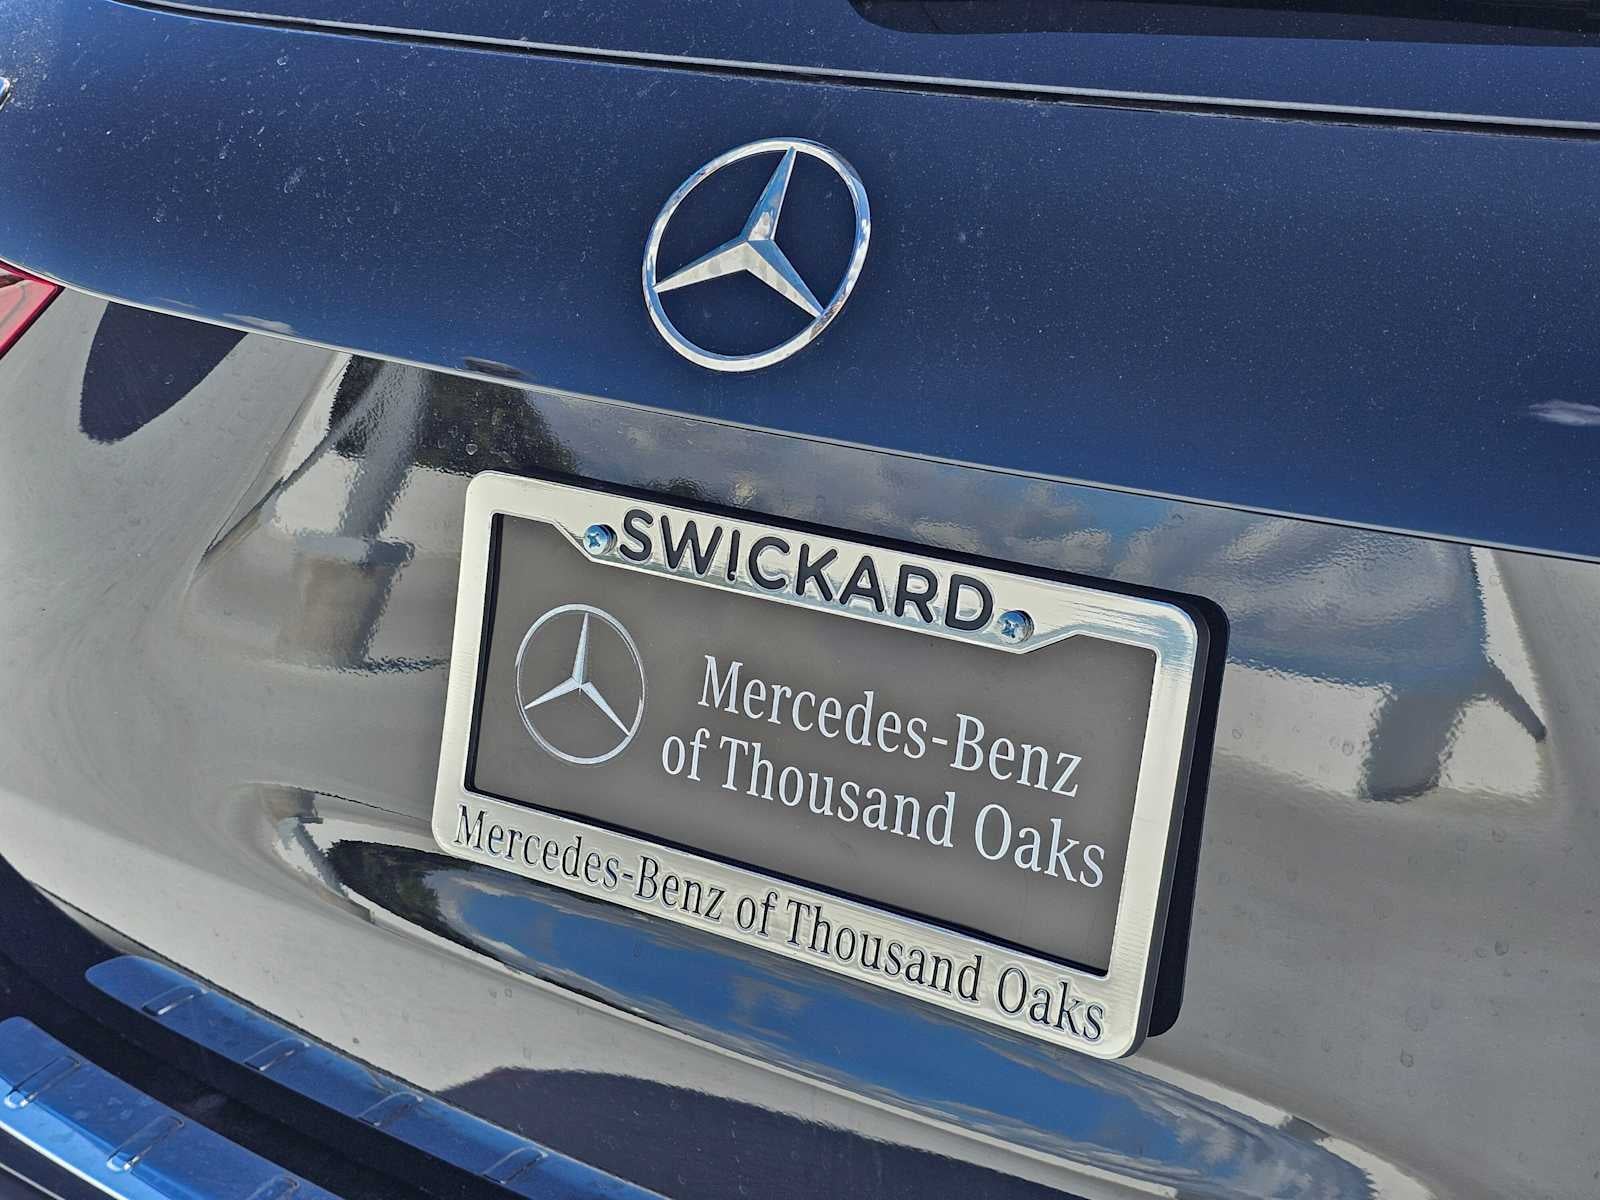 SWICKARD
Mercedes-Benz
of Thousand Oaks
Mercedes-Benz of Thousand Oaks